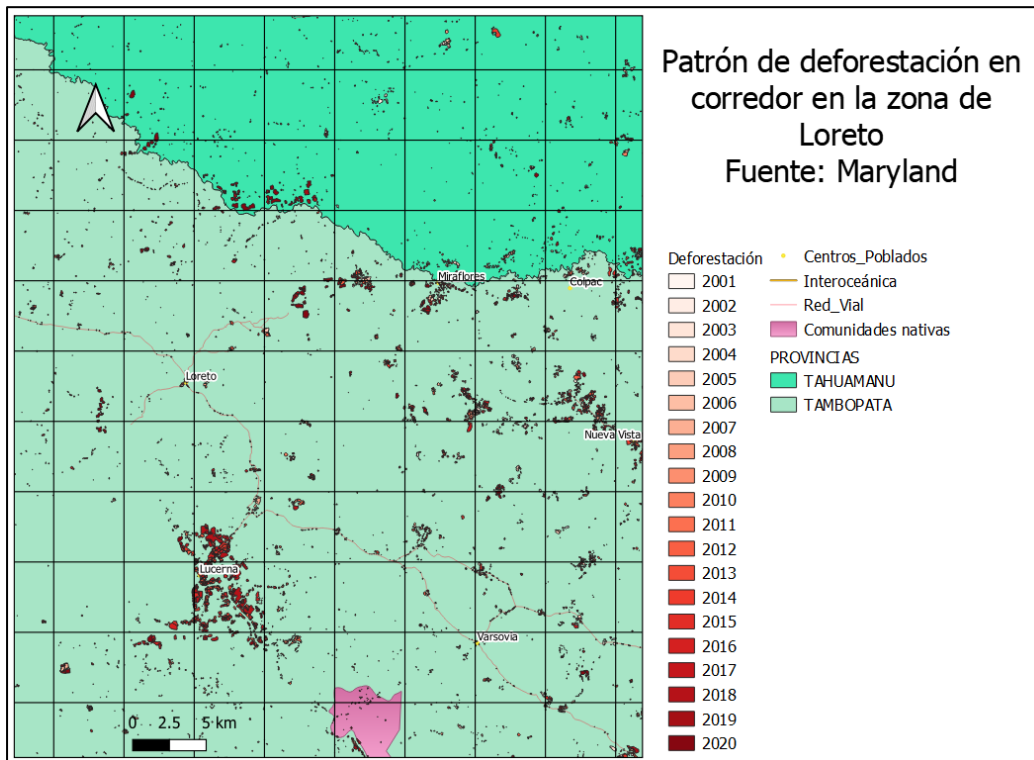 Patrón de deforestación en
corredor en la zona de
Loreto
Fuente: Maryland
Miraflores
Colpac
Loreto
Nueva Vista
Lucerna
Varsovia
0 2.5 5 km
Deforestación
2001
2002
2003
2004
2005
2006
2007
2008
2009
2010
2011
2012
2013
2014
2015
2016
2017
2018
2019
2020
Centros_Poblados
Interoceánica
Red_Vial
Comunidades nativas
PROVINCIAS
TAHUAMANU
TAMBOPATA